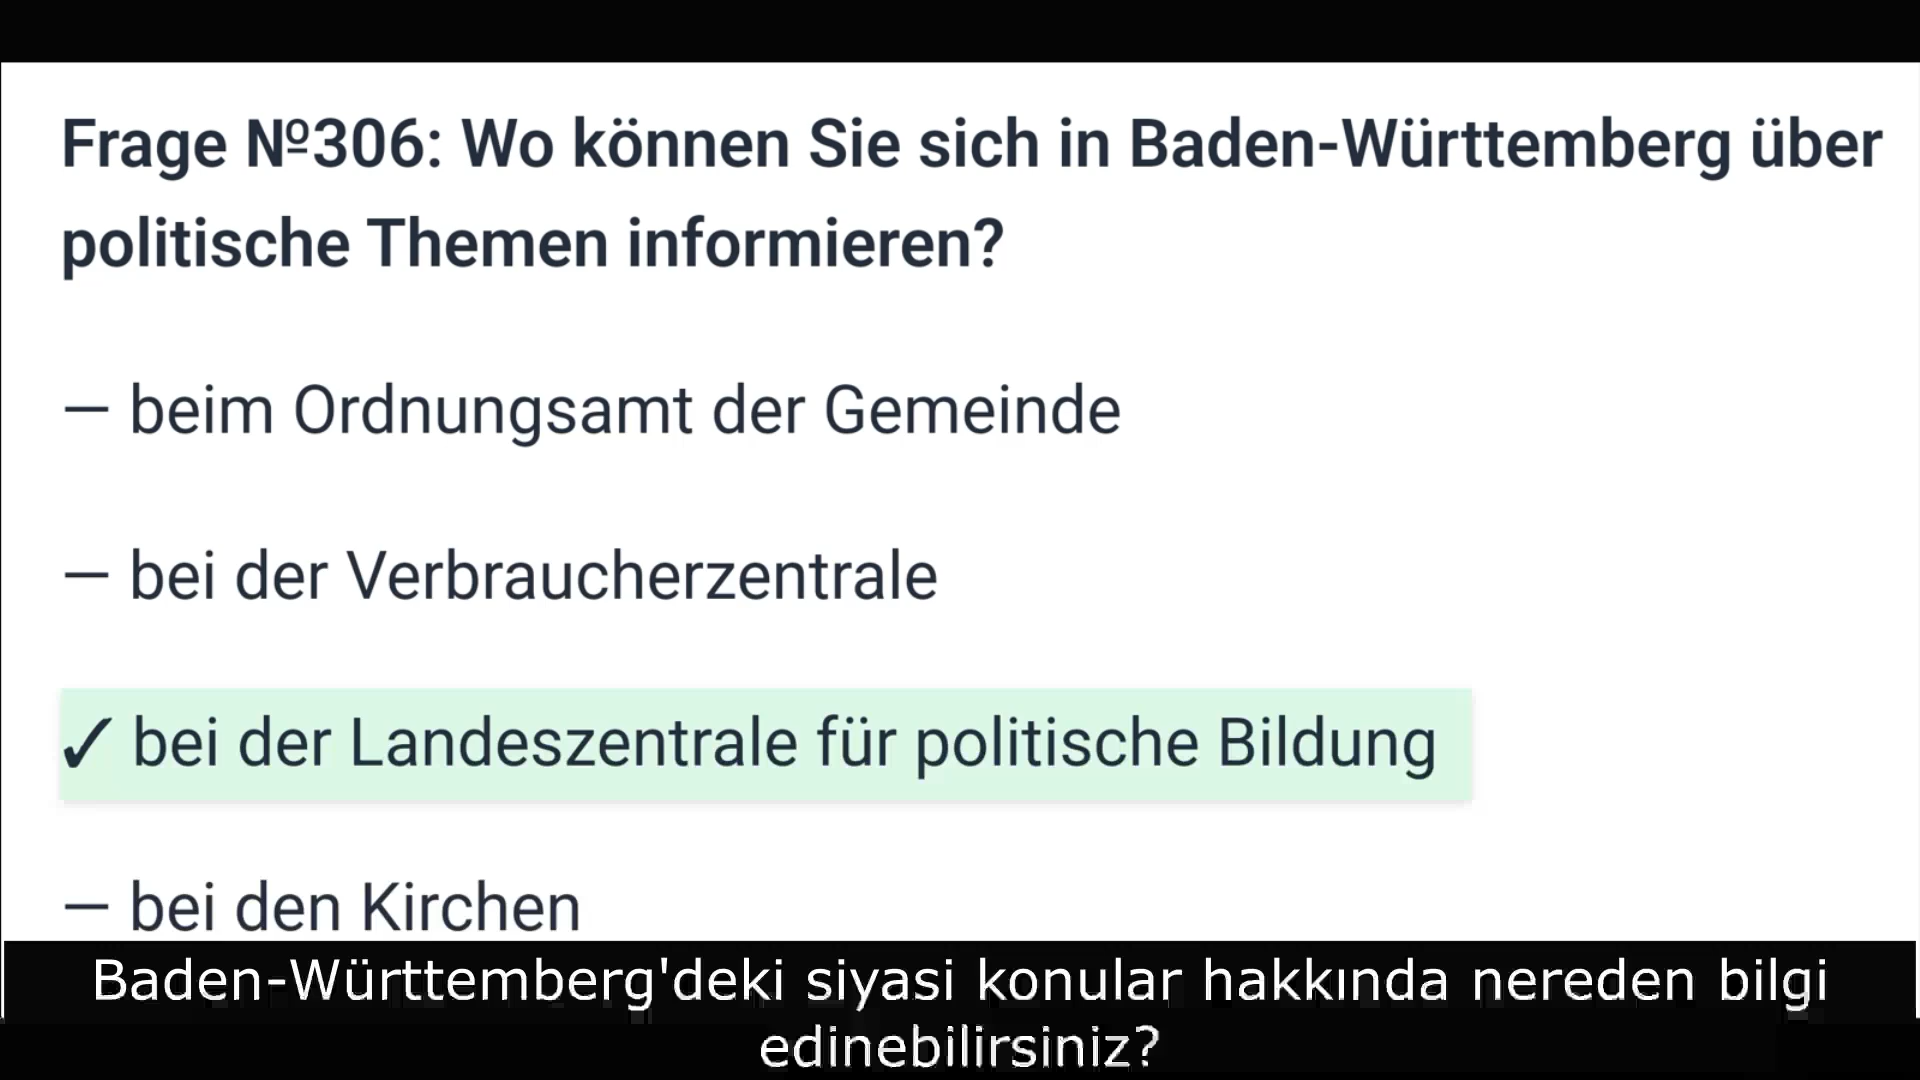 Frage №306: Wo können Sie sich in Baden-Württemberg über
politische Themen informieren?
— beim Ordnungsamt der Gemeinde
— bei der Verbraucherzentrale
✓ bei der Landeszentrale für politische Bildung
— bei den Kirchen
Baden-Württemberg'deki siyasi konular hakkında nereden bilgi
edinebilirsiniz?